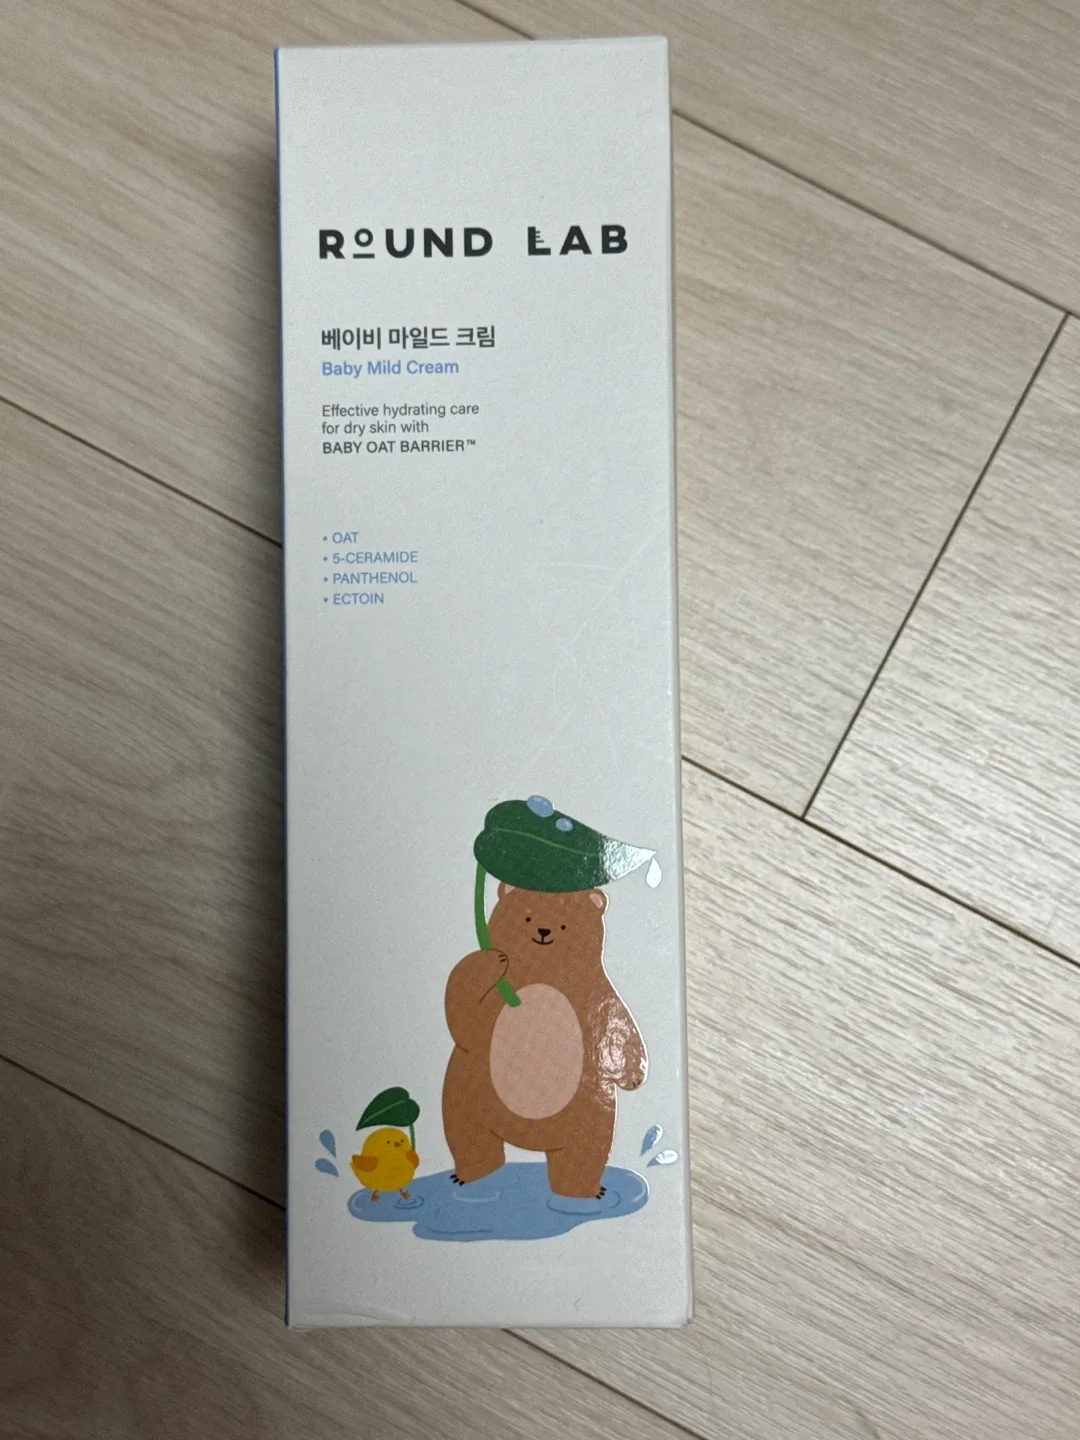 ROUND LAB
베이비 마일드 크림
Baby Mild Cream
Effective hydrating care
for dry skin with
BABY OAT BARRIER™
• OAT
• 5-CERAMIDE
• PANTHENOL
• ECTOIN